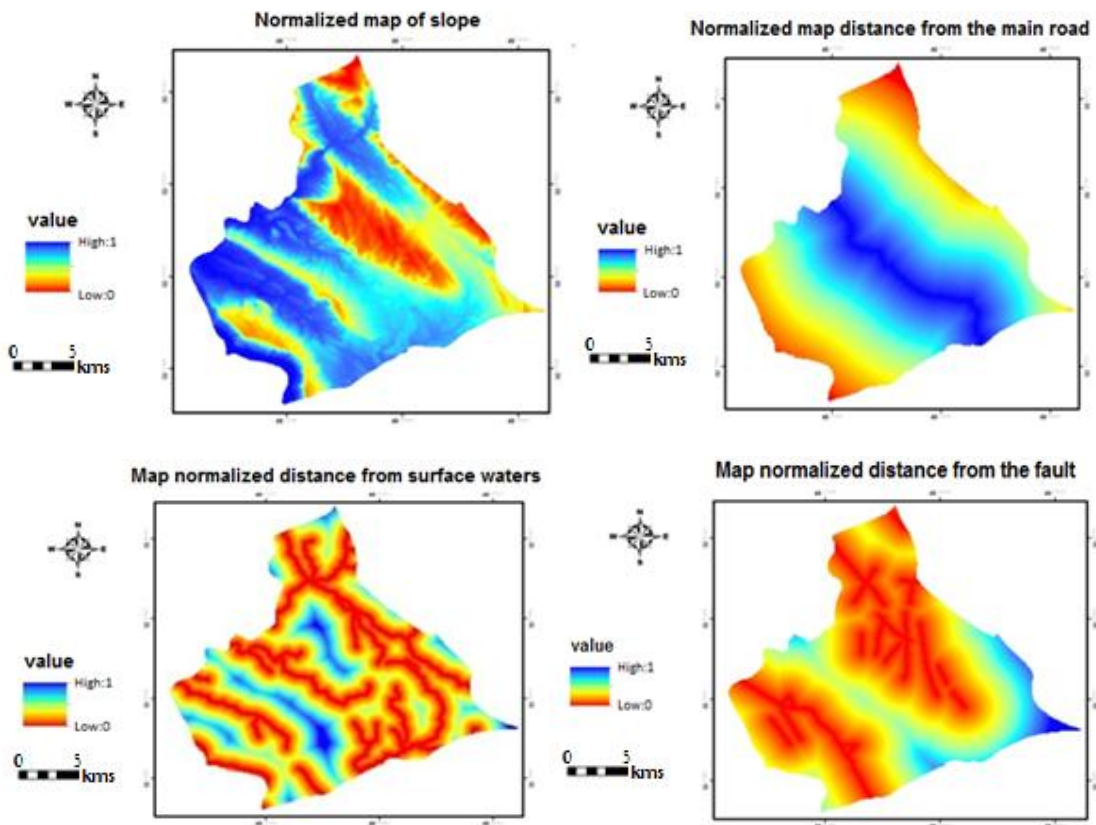 Normalized map of slope
N
W E
S
value
High:1
Low:0
0 5
kms
Normalized map distance from the main road
N
W E
S
value
High:1
Low:0
0 5
kms
Map normalized distance from surface waters
N
W E
S
value
High:1
Low:0
0 5
kms
Map normalized distance from the fault
N
W E
S
value
High:1
Low:0
0 5
kms